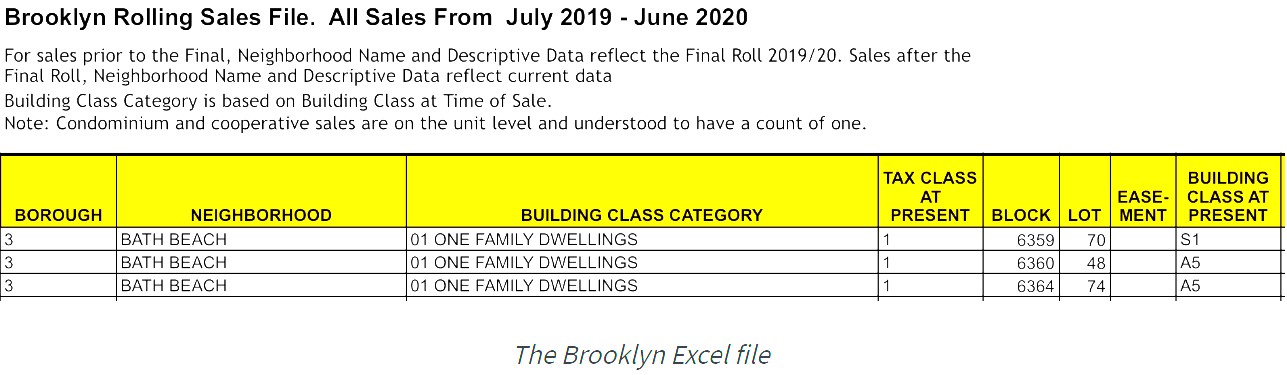 Brooklyn Rolling Sales File. All Sales From July 2019 - June 2020
For sales prior to the Final, Neighborhood Name and Descriptive Data reflect the Final Roll 2019/20. Sales after the
Final Roll, Neighborhood Name and Descriptive Data reflect current data
Building Class Category is based on Building Class at Time of Sale.
Note: Condominium and cooperative sales are on the unit level and understood to have a count of one.
BOROUGH NEIGHBORHOOD BUILDING CLASS CATEGORY TAX CLASS AT PRESENT BLOCK LOT EASE-MENT BUILDING CLASS AT PRESENT
3 BATH BEACH 01 ONE FAMILY DWELLINGS 1 6359 70 S1
3 BATH BEACH 01 ONE FAMILY DWELLINGS 1 6360 48 A5
3 BATH BEACH 01 ONE FAMILY DWELLINGS 1 6364 74 A5
The Brooklyn Excel file